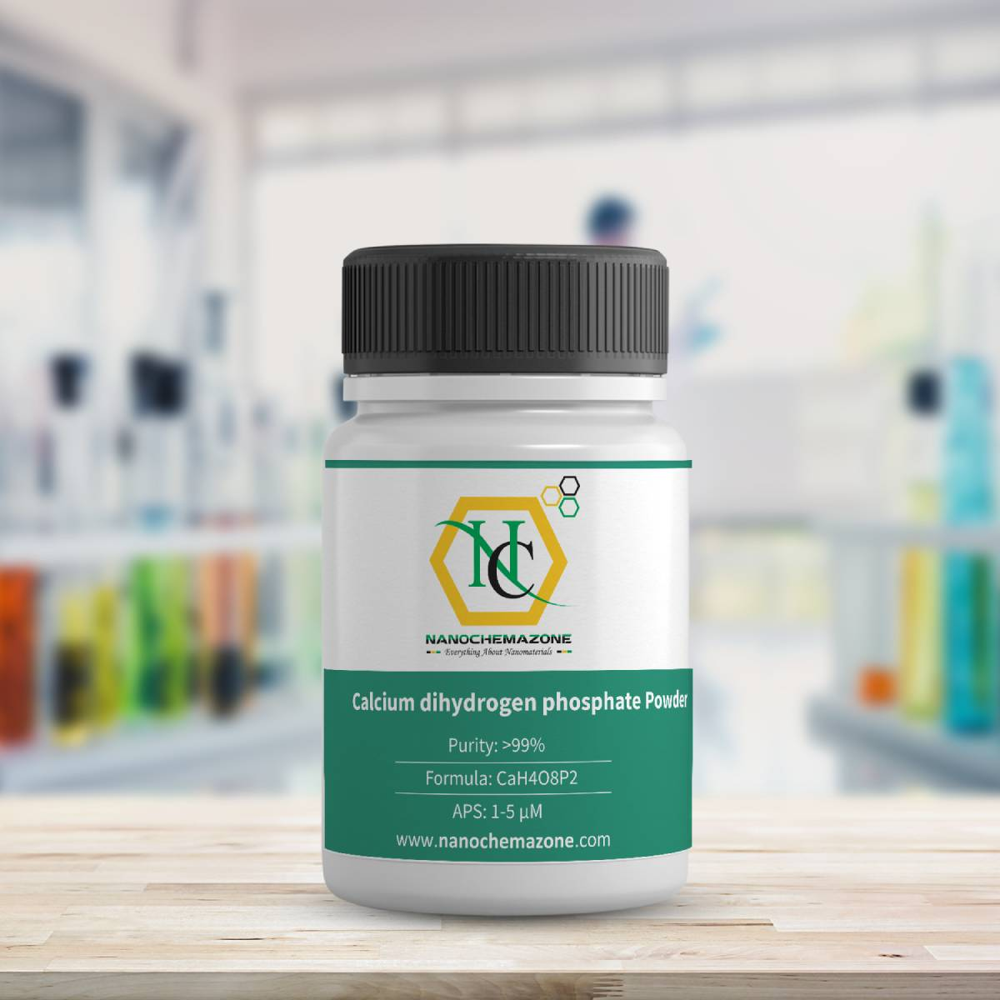 NC
NANOCHEMAZONE
Everything About Nanomaterials
Calcium dihydrogen phosphate Powder
Purity: >99%
Formula: CaH4O8P2
APS: 1-5 µM
www.nanochemazone.com